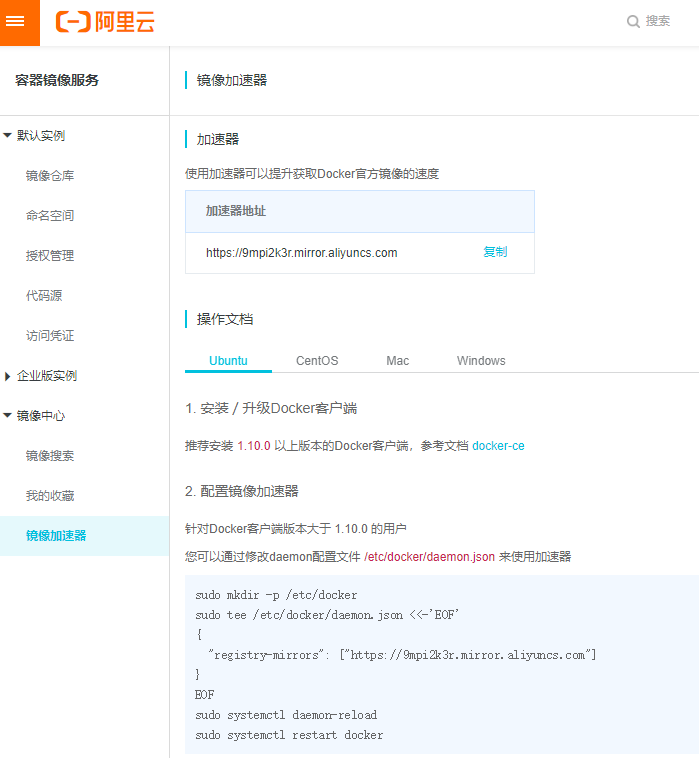 阿里云
搜索
容器镜像服务
默认实例
镜像仓库
命名空间
授权管理
代码源
访问凭证
企业版实例
镜像中心
镜像搜索
我的收藏
镜像加速器
镜像加速器
加速器
使用加速器可以提升获取Docker官方镜像的速度
加速器地址
https://9mpi2k3r.mirror.aliyuncs.com 复制
操作文档
Ubuntu CentOS Mac Windows
1. 安装 / 升级Docker客户端
推荐安装 1.10.0 以上版本的Docker客户端，参考文档 docker-ce
2. 配置镜像加速器
针对Docker客户端版本大于 1.10.0 的用户
您可以通过修改daemon配置文件 /etc/docker/daemon.json 来使用加速器
sudo mkdir -p /etc/docker
sudo tee /etc/docker/daemon.json <<-'EOF'
{
  "registry-mirrors": ["https://9mpi2k3r.mirror.aliyuncs.com"]
}
EOF
sudo systemctl daemon-reload
sudo systemctl restart docker